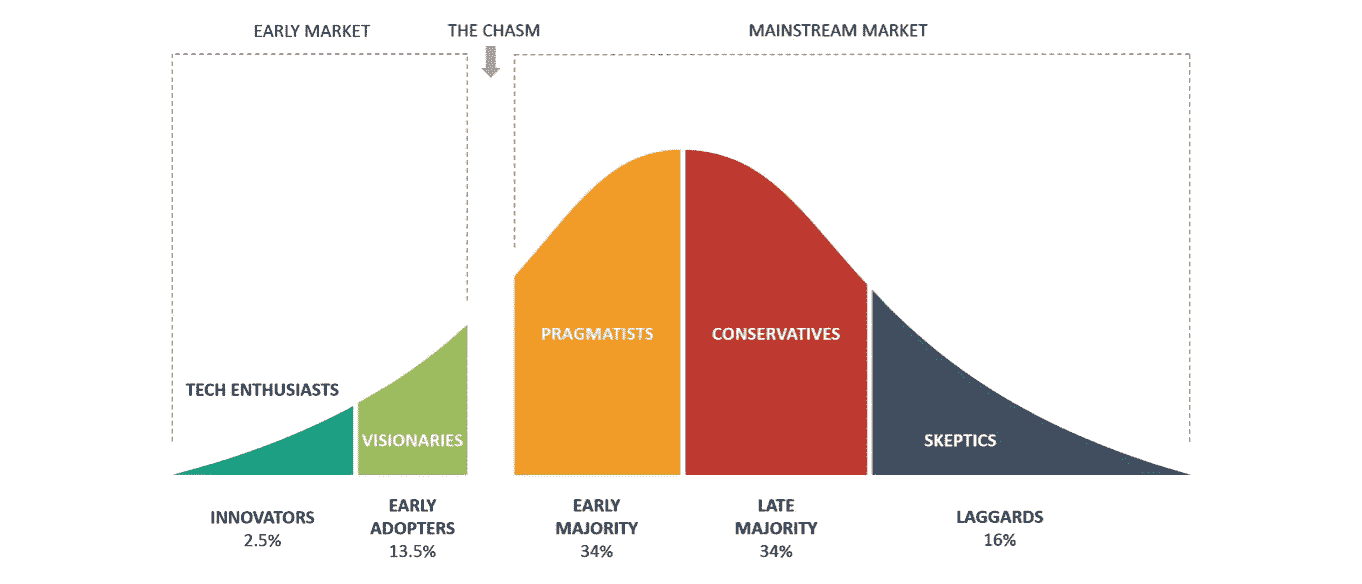 EARLY MARKET
THE CHASM
MAINSTREAM MARKET
PRAGMATISTS
CONSERVATIVES
TECH ENTHUSIASTS
VISIONARIES
SKEPTICS
INNOVATORS
2.5%
EARLY
ADOPTERS
13.5%
EARLY
MAJORITY
34%
LATE
MAJORITY
34%
LAGGARDS
16%